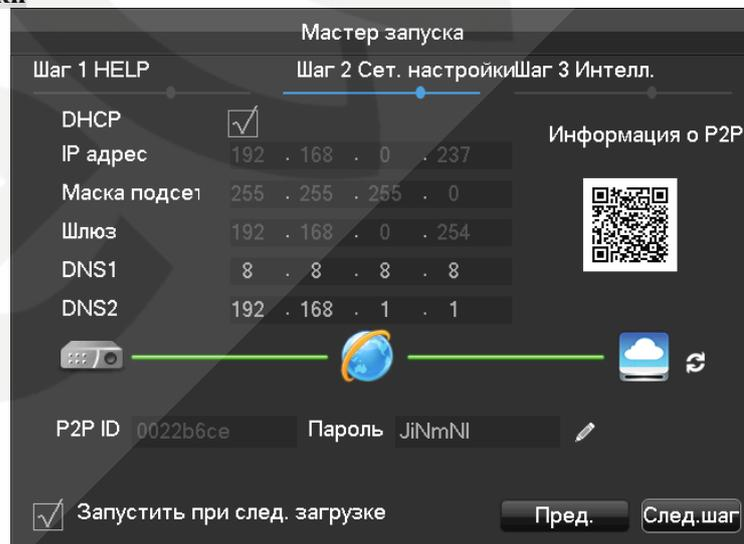 Мастер запуска
Шаг 1 HELP Шаг 2 Сет. настройки Шаг 3 Интелл.
DHCP
Информация о P2P
IP адрес 192 . 168 . 0 . 237
Маска подсет 255 . 255 . 255 . 0
Шлюз 192 . 168 . 0 . 254
DNS1 8 . 8 . 8 . 8
DNS2 192 . 168 . 1 . 1
P2P ID 0022b6ce Пароль JiNmNI
Запустить при след. загрузке Пред. След.шаг